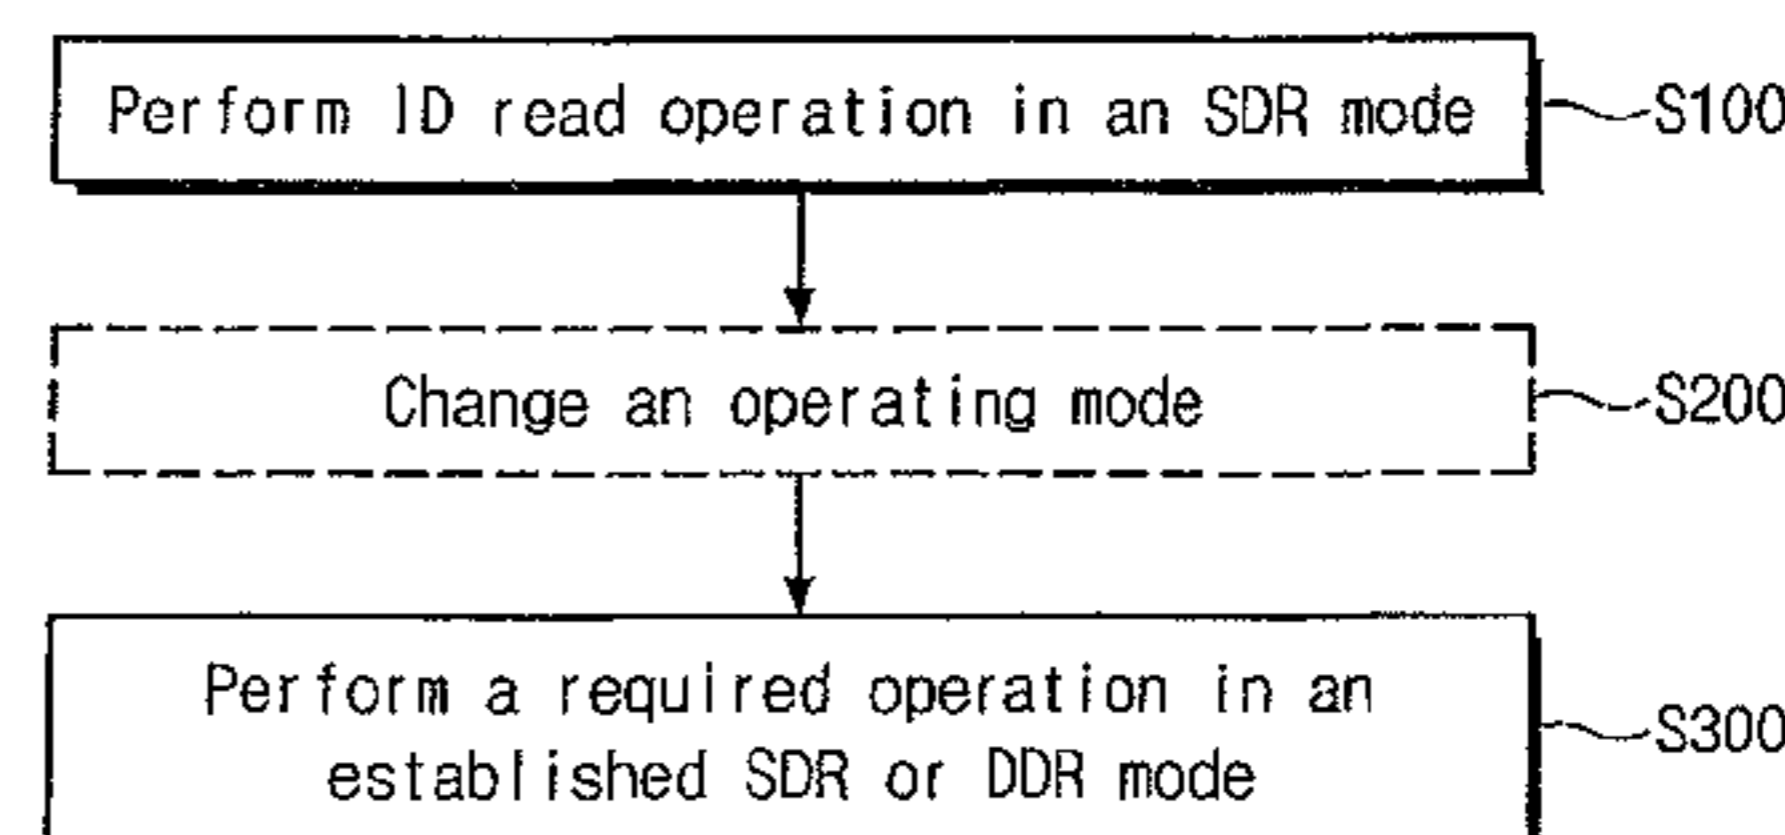 Perform ID read operation in an SDR mode
S100
Change an operating mode
S200
Perform a required operation in an
established SDR or DDR mode
S300